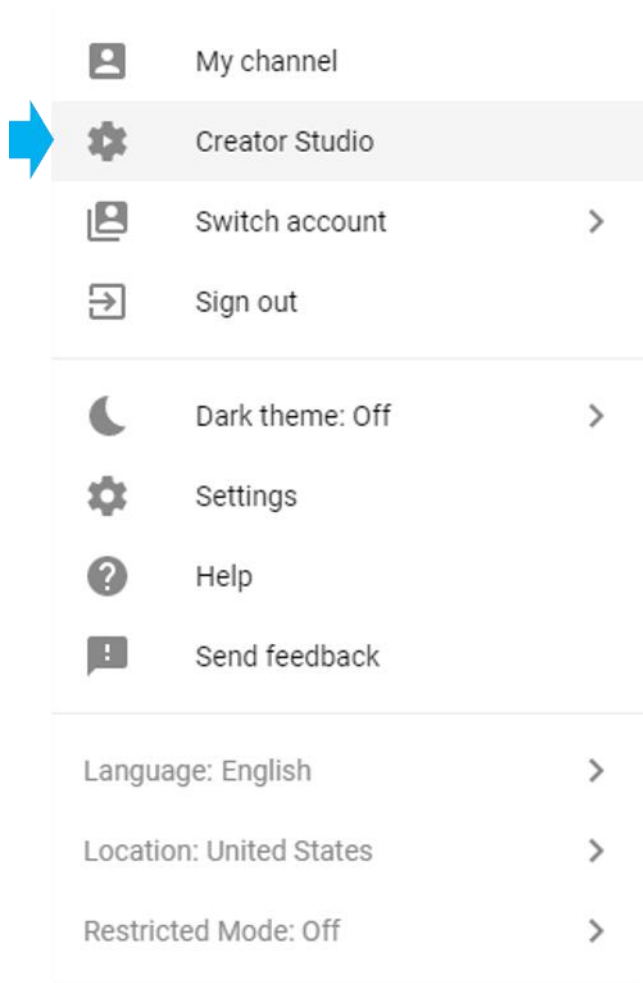 My channel
Creator Studio
Switch account
Sign out
Dark theme: Off
Settings
Help
Send feedback
Language: English
Location: United States
Restricted Mode: Off